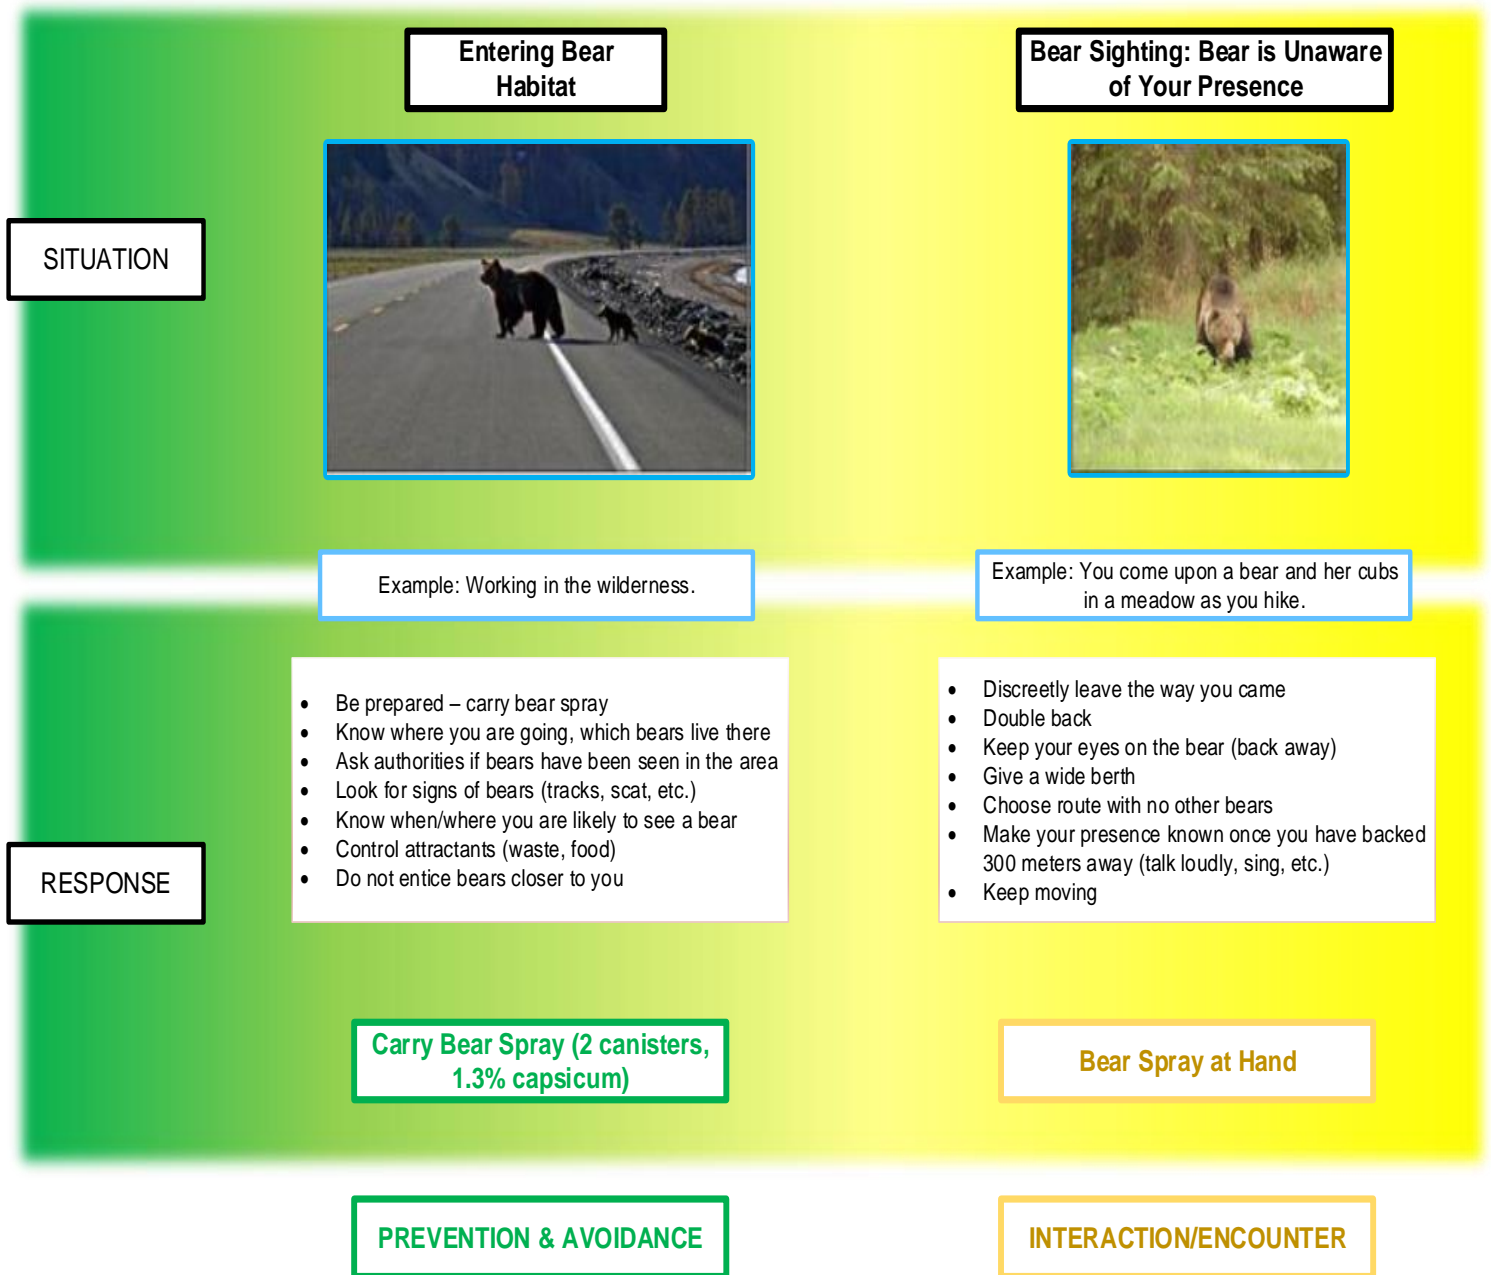 Entering Bear
Habitat
Bear Sighting: Bear is Unaware
of Your Presence
SITUATION
Example: Working in the wilderness.
Example: You come upon a bear and her cubs
in a meadow as you hike.
RESPONSE
• Be prepared – carry bear spray
• Know where you are going, which bears live there
• Ask authorities if bears have been seen in the area
• Look for signs of bears (tracks, scat, etc.)
• Know when/where you are likely to see a bear
• Control attractants (waste, food)
• Do not entice bears closer to you
• Discreetly leave the way you came
• Double back
• Keep your eyes on the bear (back away)
• Give a wide berth
• Choose route with no other bears
• Make your presence known once you have backed
300 meters away (talk loudly, sing, etc.)
• Keep moving
Carry Bear Spray (2 canisters,
1.3% capsicum)
Bear Spray at Hand
PREVENTION & AVOIDANCE
INTERACTION/ENCOUNTER